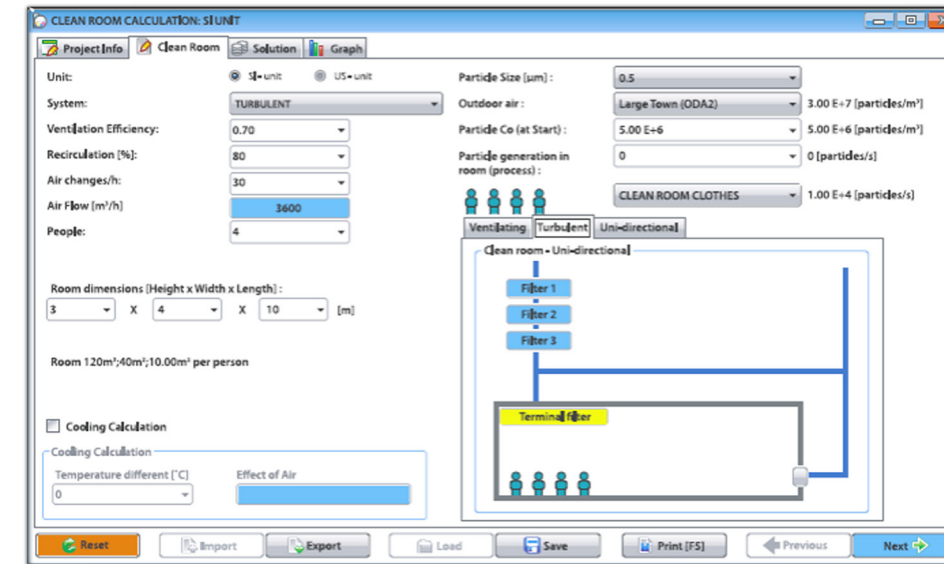 CLEAN ROOM CALCULATION: SI UNIT
Project Info Clean Room Solution Graph
Unit: SI-unit US-unit
System: TURBULENT
Ventilation Efficiency: 0.70
Recirculation [%]: 80
Air changes/h: 30
Air Flow [m³/h] 3600
People: 4
Room dimensions [Height x Width x Length] :
3 X 4 X 10 [m]
Room 120m³;40m²;10.00m² per person
Cooling Calculation
Cooling Calculation
Temperature different [°C] Effect of Air
0
Particle Size [µm] : 0.5
Outdoor air : Large Town (ODA2) 3.00 E+7 [particles/m³]
Particle Co (at Start) : 5.00 E+6 5.00 E+6 [particles/m³]
Particle generation in
room (process) : 0 0 [particles/s]
CLEAN ROOM CLOTHES 1.00 E+4 [particles/s]
Ventilating Turbulent Uni-directional
Clean room - Uni-directional
Filter 1
Filter 2
Filter 3
Terminal filter
Reset Import Export Load Save Print [FS] Previous Next